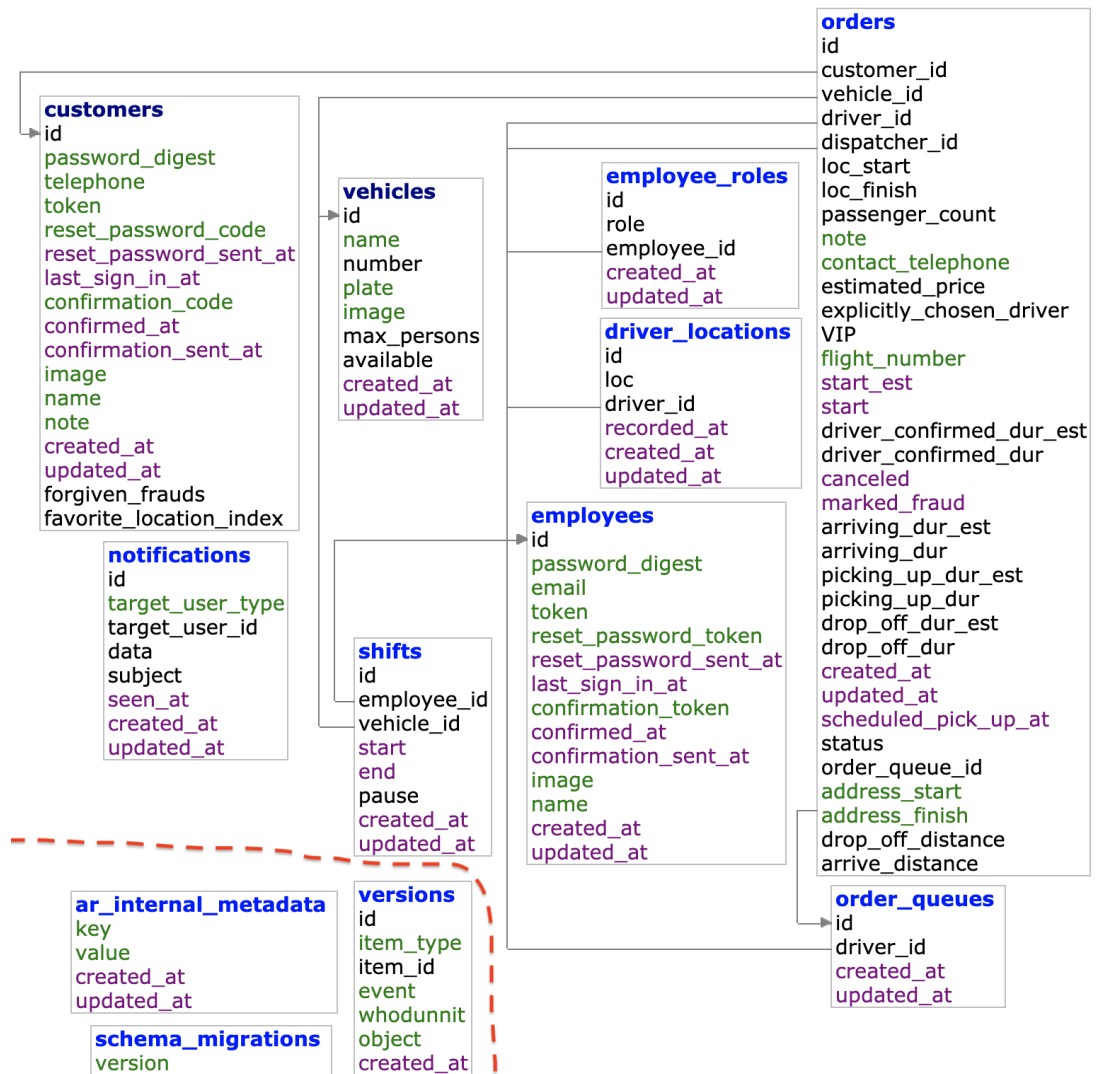 orders
id
customer_id
vehicle_id
driver_id
dispatcher_id
loc_start
loc_finish
passenger_count
note
contact_telephone
estimated_price
explicitly_chosen_driver
VIP
flight_number
start_est
start
driver_confirmed_dur_est
driver_confirmed_dur
canceled
marked_fraud
arriving_dur_est
arriving_dur
picking_up_dur_est
picking_up_dur
drop_off_dur_est
drop_off_dur
created_at
updated_at
scheduled_pick_up_at
status
order_queue_id
address_start
address_finish
drop_off_distance
arrive_distance
customers
id
password_digest
telephone
token
reset_password_code
reset_password_sent_at
last_sign_in_at
confirmation_code
confirmed_at
confirmation_sent_at
image
name
note
created_at
updated_at
forgiven_frauds
favorite_location_index
vehicles
id
name
number
plate
image
max_persons
available
created_at
updated_at
employee_roles
id
role
employee_id
created_at
updated_at
driver_locations
id
loc
driver_id
recorded_at
created_at
updated_at
employees
id
password_digest
email
token
reset_password_token
reset_password_sent_at
last_sign_in_at
confirmation_token
confirmed_at
confirmation_sent_at
image
name
created_at
updated_at
notifications
id
target_user_type
target_user_id
data
subject
seen_at
created_at
updated_at
shifts
id
employee_id
vehicle_id
start
end
pause
created_at
updated_at
ar_internal_metadata
key
value
created_at
updated_at
versions
id
item_type
item_id
event
whodunnit
object
created_at
schema_migrations
version
order_queues
id
driver_id
created_at
updated_at